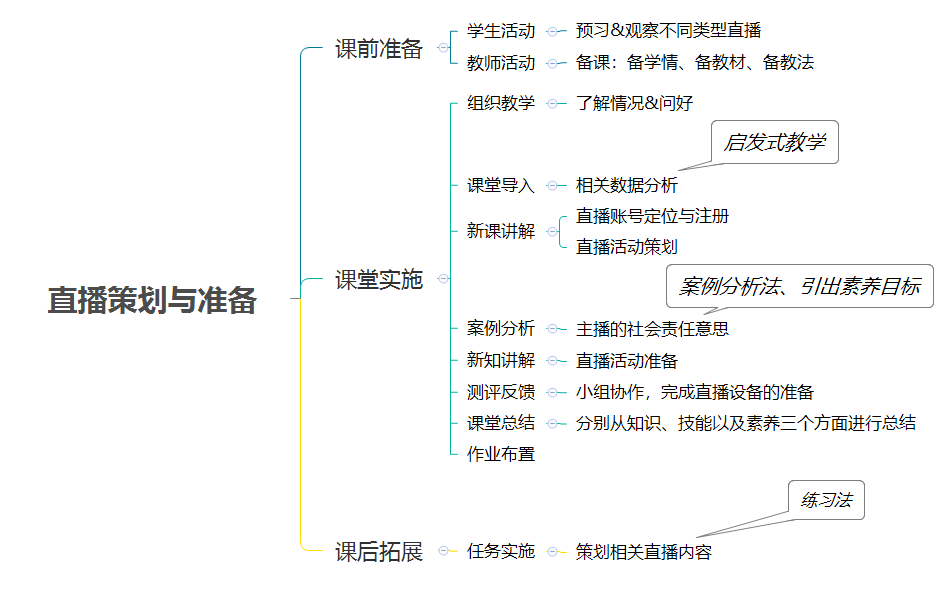 直播策划与准备
课前准备
学生活动
预习&观察不同类型直播
教师活动
备课：备学情、备教材、备教法
课堂实施
组织教学
了解情况&问好
启发式教学
课堂导入
相关数据分析
新课讲解
直播账号定位与注册
直播活动策划
案例分析法、引出素养目标
案例分析
主播的社会责任意思
新知讲解
直播活动准备
测评反馈
小组协作，完成直播设备的准备
课堂总结
分别从知识、技能以及素养三个方面进行总结
作业布置
课后拓展
练习法
任务实施
策划相关直播内容